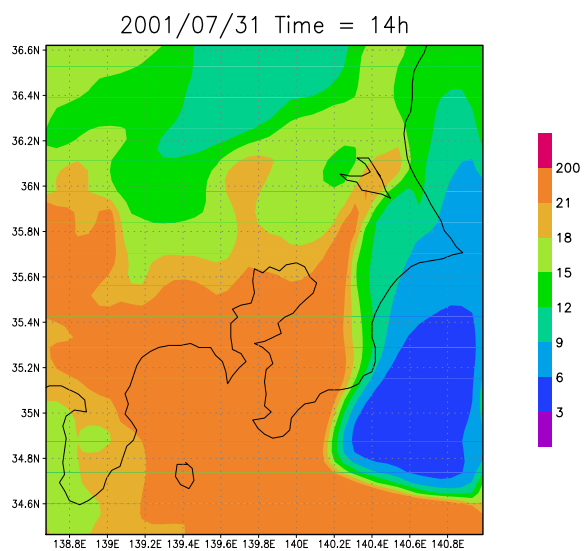 2001/07/31 Time = 14h
36.6N
36.4N
36.2N
36N
35.8N
35.6N
35.4N
35.2N
35N
34.8N
34.6N
138.8E 139E 139.2E 139.4E 139.6E 139.8E 140E 140.2E 140.4E 140.6E 140.8E
200
21
18
15
12
9
6
3